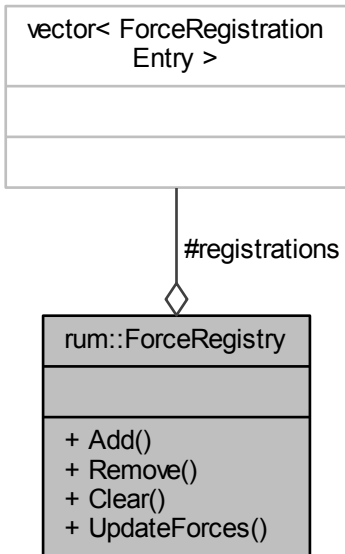 vector< ForceRegistration
Entry >
#registrations
rum::ForceRegistry
+ Add()
+ Remove()
+ Clear()
+ UpdateForces()